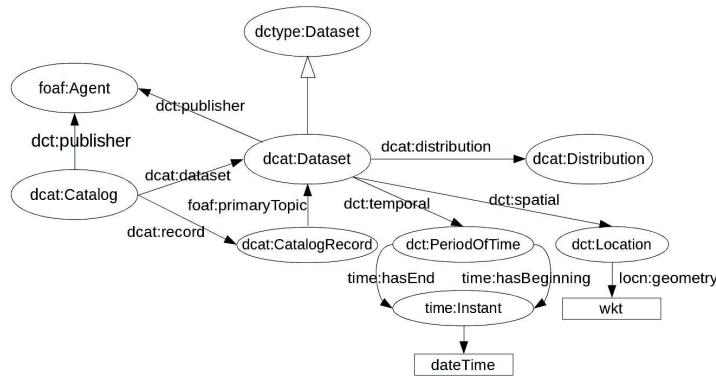 dctype:Dataset
foaf:Agent
dct:publisher
dct:publisher
dcat:distribution
dcat:Dataset
dcat:Distribution
dcat:dataset
dcat:Catalog
foaf:primaryTopic
dct:temporal
dct:spatial
dcat:record
dcat:CatalogRecord
dct:PeriodOfTime
dct:Location
time:hasEnd
time:hasBeginning
locn:geometry
time:Instant
wkt
dateTime